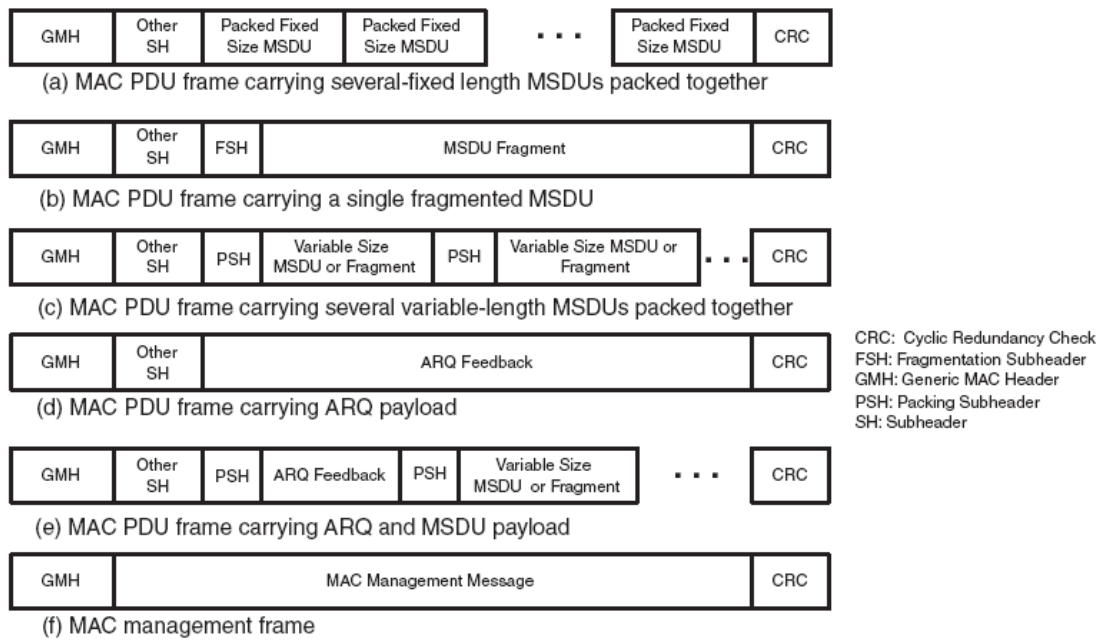 GMH
Other
SH
Packed Fixed
Size MSDU
Packed Fixed
Size MSDU
. . .
Packed Fixed
Size MSDU
CRC
(a) MAC PDU frame carrying several-fixed length MSDUs packed together
GMH
Other
SH
FSH
MSDU Fragment
CRC
(b) MAC PDU frame carrying a single fragmented MSDU
GMH
Other
SH
PSH
Variable Size
MSDU or Fragment
PSH
Variable Size MSDU or
Fragment
. . .
CRC
(c) MAC PDU frame carrying several variable-length MSDUs packed together
GMH
Other
SH
ARQ Feedback
CRC
(d) MAC PDU frame carrying ARQ payload
CRC: Cyclic Redundancy Check
FSH: Fragmentation Subheader
GMH: Generic MAC Header
PSH: Packing Subheader
SH: Subheader
GMH
Other
SH
PSH
ARQ Feedback
PSH
Variable Size
MSDU or Fragment
. . .
CRC
(e) MAC PDU frame carrying ARQ and MSDU payload
GMH
MAC Management Message
CRC
(f) MAC management frame